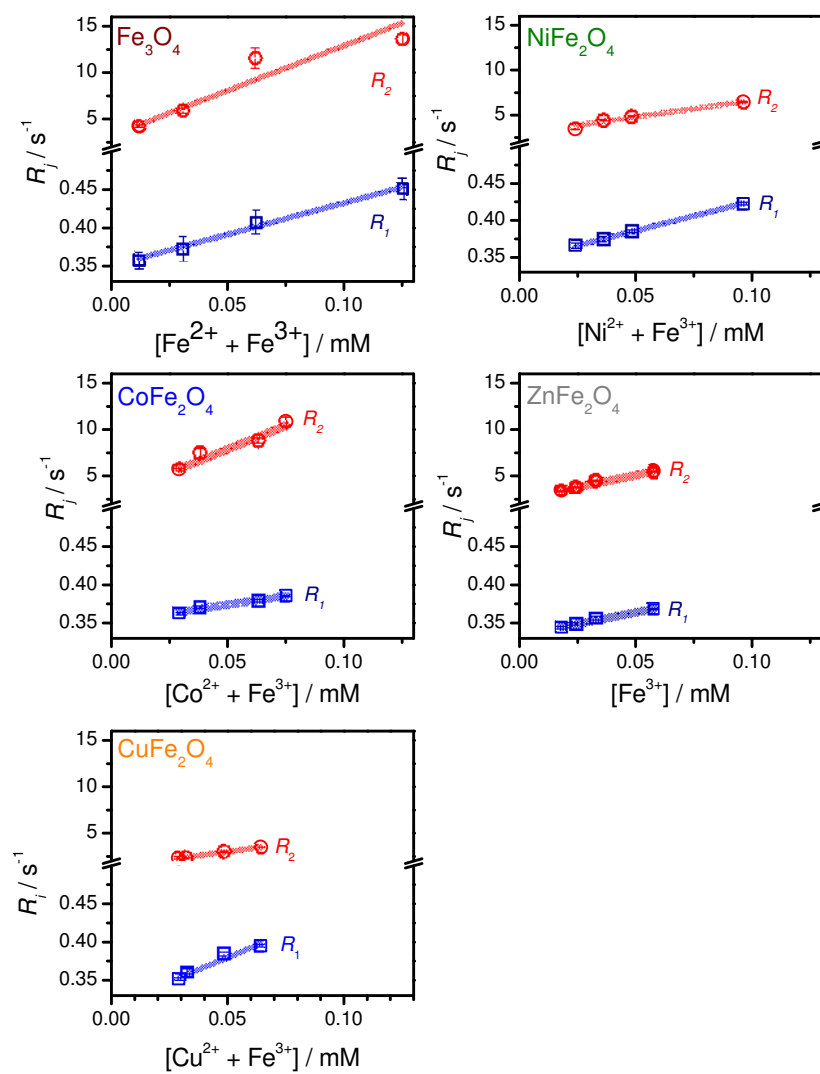 Fe₃O₄
R₂
R₁
15
10
5
0.45
0.40
0.35
R_j / s⁻¹
0.00 0.05 0.10
[Fe²⁺ + Fe³⁺] / mM
NiFe₂O₄
R₂
R₁
15
10
5
0.45
0.40
0.35
R_j / s⁻¹
0.00 0.05 0.10
[Ni²⁺ + Fe³⁺] / mM
CoFe₂O₄
R₂
R₁
15
10
5
0.45
0.40
0.35
R_j / s⁻¹
0.00 0.05 0.10
[Co²⁺ + Fe³⁺] / mM
ZnFe₂O₄
R₂
R₁
15
10
5
0.45
0.40
0.35
R_j / s⁻¹
0.00 0.05 0.10
[Fe³⁺] / mM
CuFe₂O₄
R₂
R₁
15
10
5
0.45
0.40
0.35
R_i / s⁻¹
0.00 0.05 0.10
[Cu²⁺ + Fe³⁺] / mM